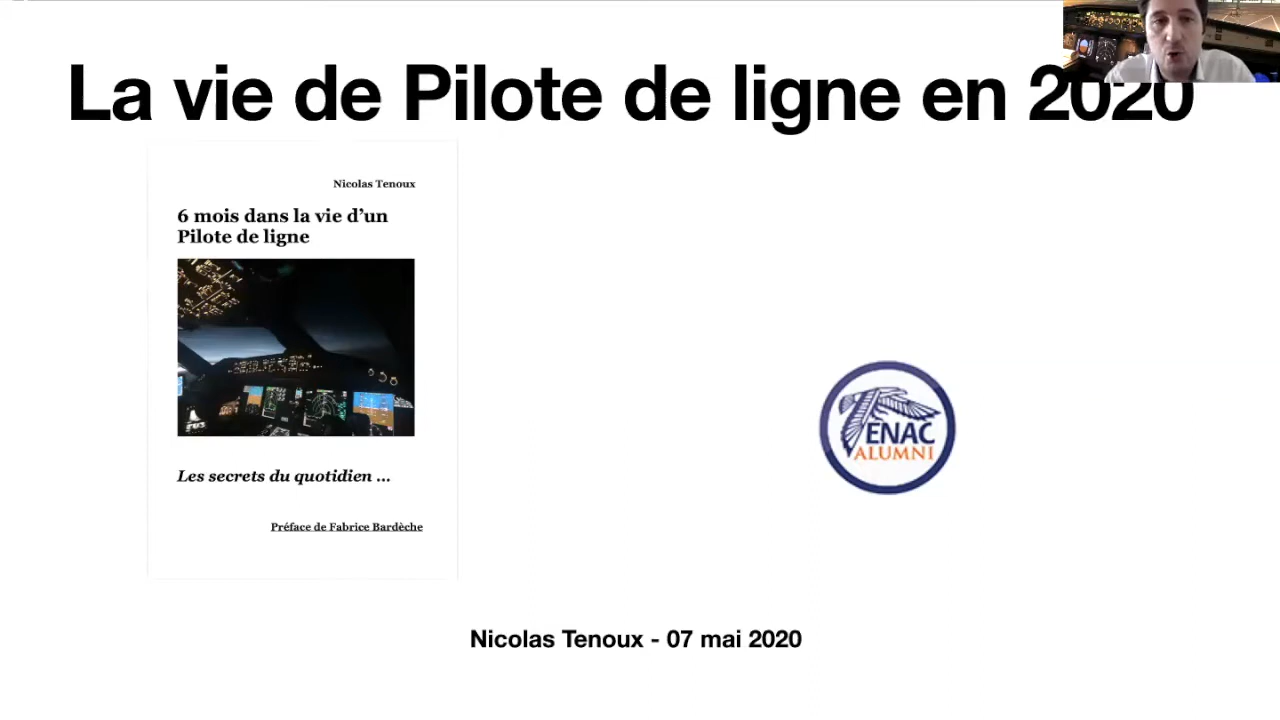 La vie de Pilote de ligne en 2020
Nicolas Tenoux
6 mois dans la vie d’un
Pilote de ligne
Les secrets du quotidien ...
Préface de Fabrice Bardèche
ENAC
ALUMNI
Nicolas Tenoux - 07 mai 2020